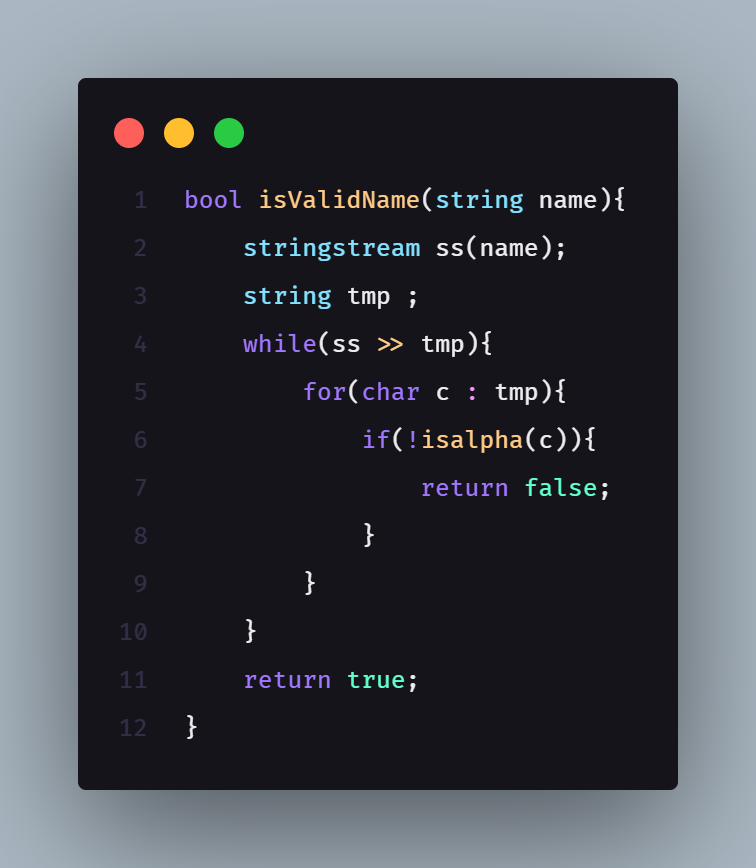 1 bool isValidName(string name){
2     stringstream ss(name);
3     string tmp ;
4     while(ss >> tmp){
5         for(char c : tmp){
6             if(!isalpha(c)){
7                 return false;
8             }
9         }
10     }
11     return true;
12 }